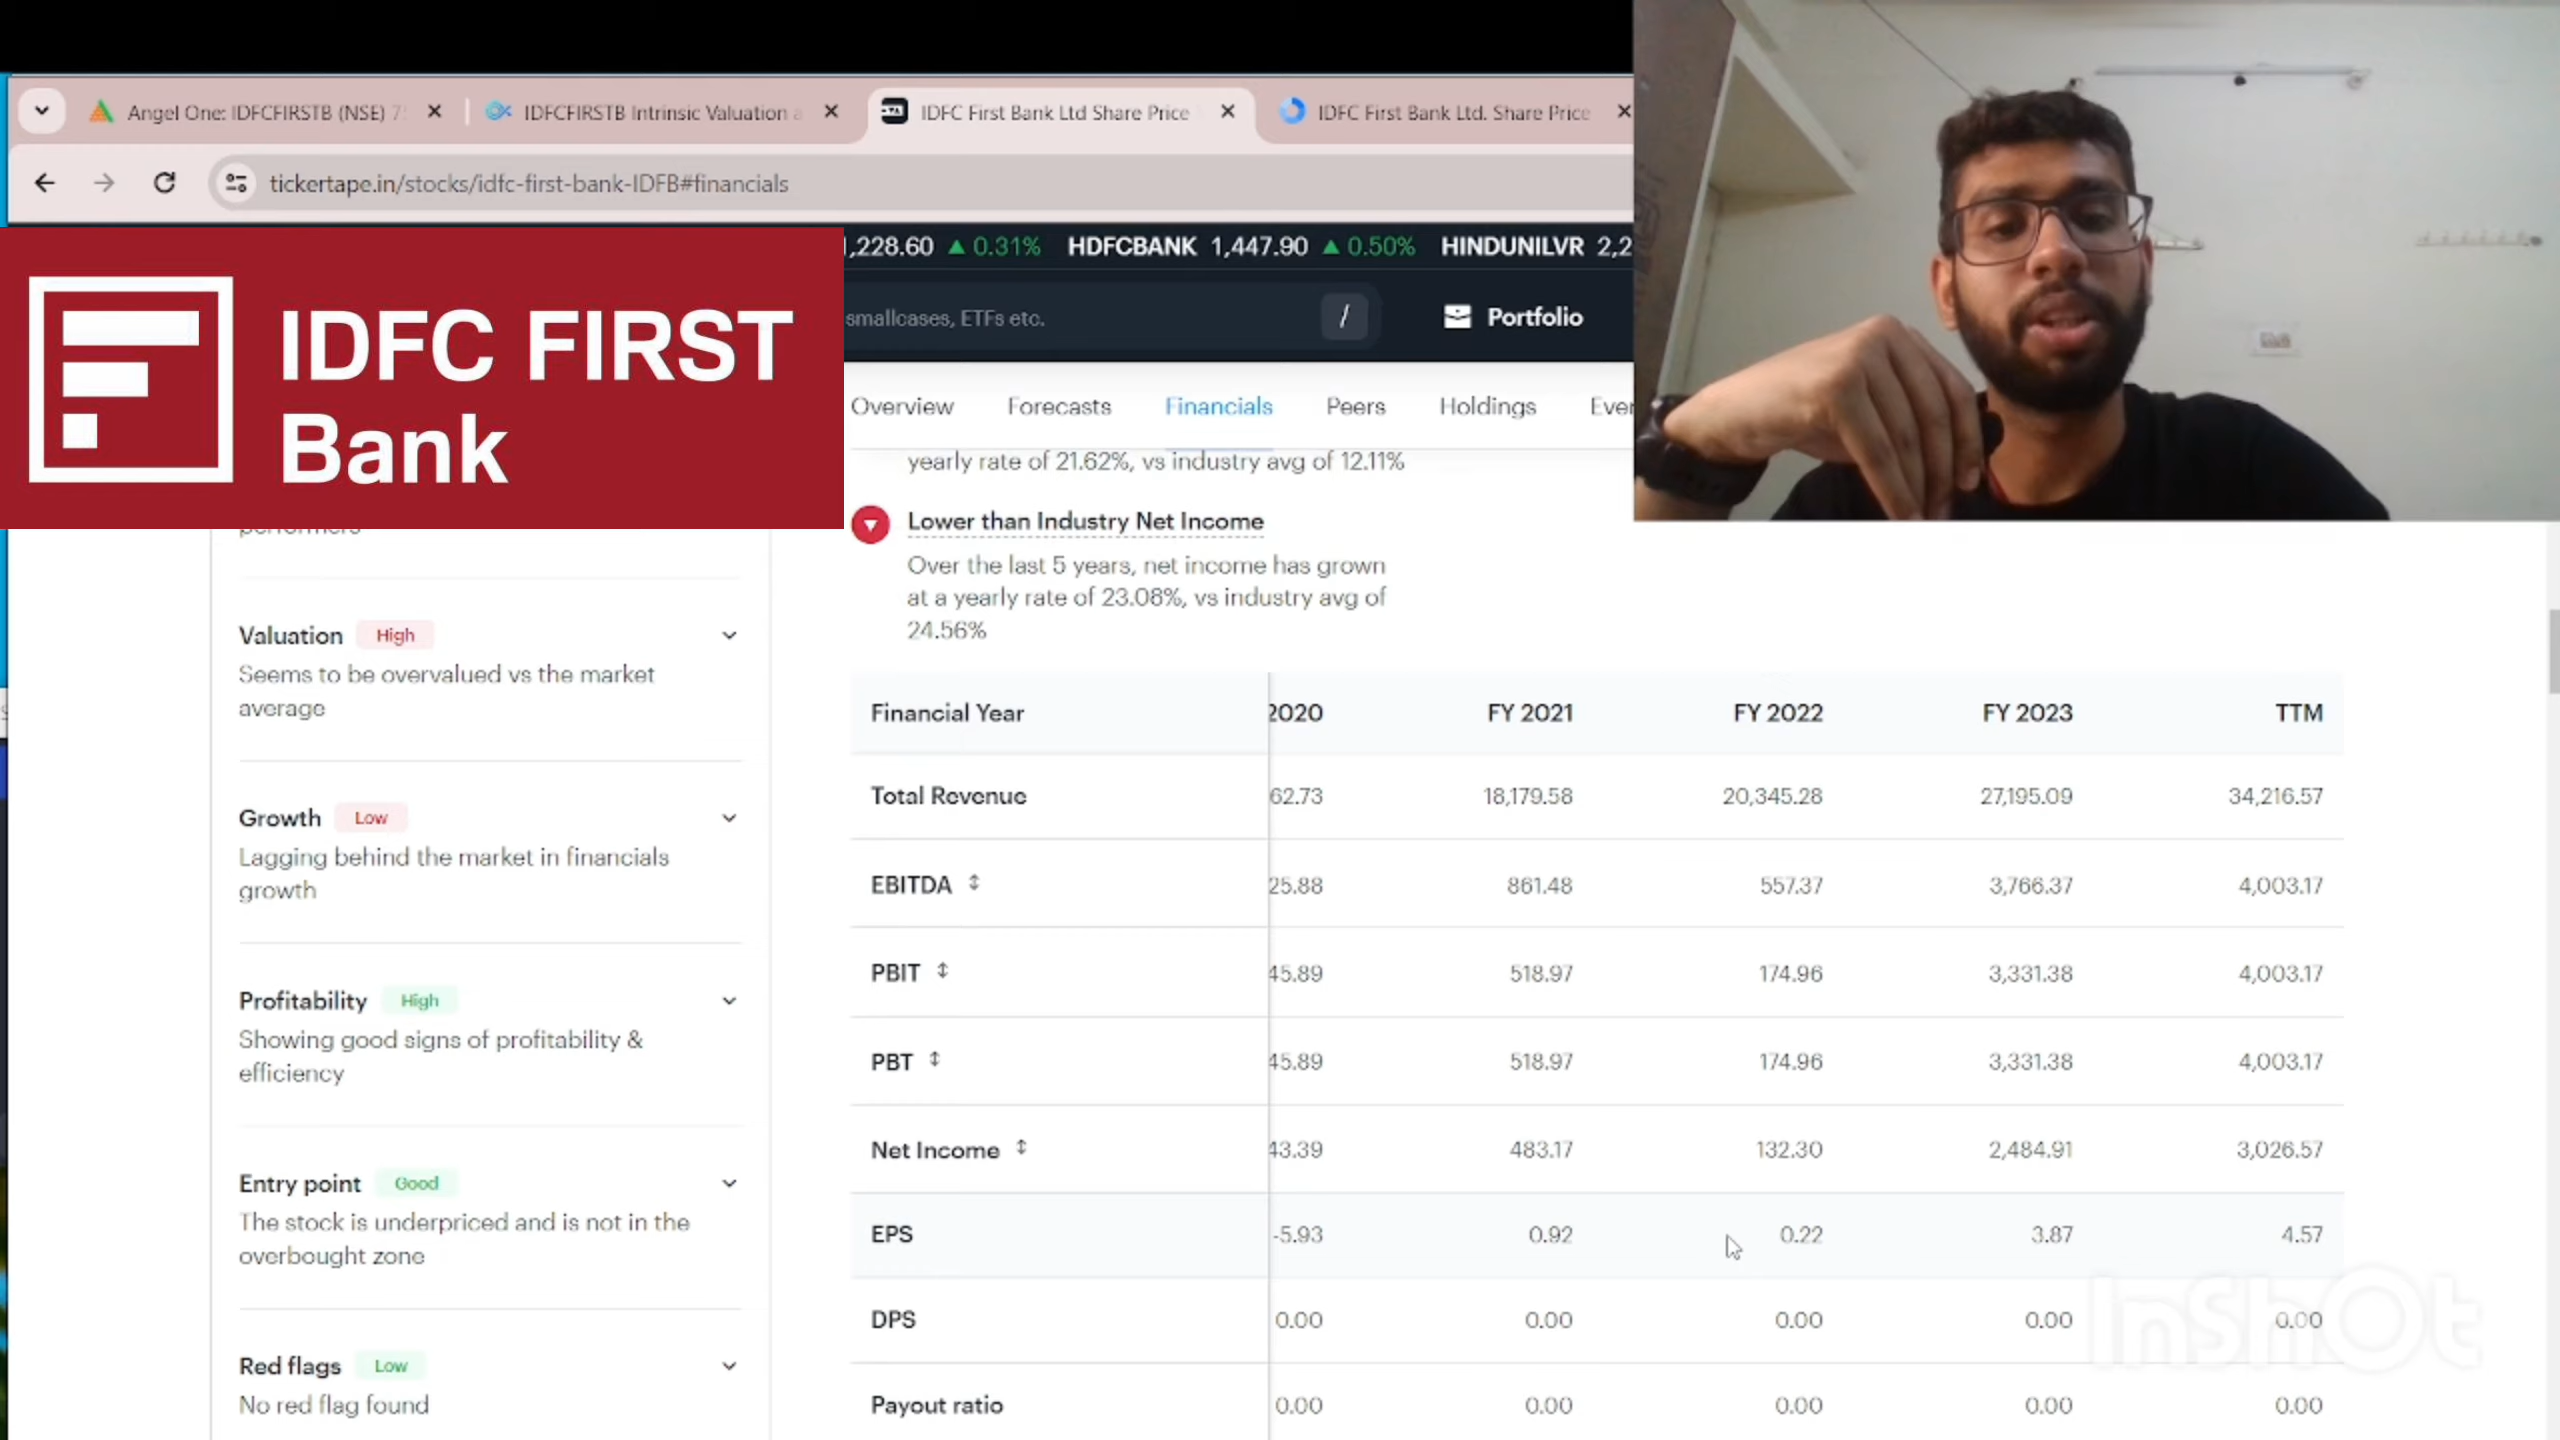 Angel One: IDFCFIRSTB (NSE) 7
IDFCFIRSTB Intrinsic Valuation a
IDFC First Bank Ltd Share Price
IDFC First Bank Ltd. Share Price
tickertape.in/stocks/idfc-first-bank-IDFB#financials
1,228.60 ▲ 0.31% HDFCBANK 1,447.90 ▲ 0.50% HINDUNILVR 2,2
IDFC FIRST
Bank
smallcases, ETFs etc. / Portfolio
Overview Forecasts Financials Peers Holdings Ever
yearly rate of 21.62%, vs industry avg of 12.11%
Lower than Industry Net Income
Over the last 5 years, net income has grown
at a yearly rate of 23.08%, vs industry avg of
24.56%
performers
Valuation High
Seems to be overvalued vs the market
average
Growth Low
Lagging behind the market in financials
growth
Profitability High
Showing good signs of profitability &
efficiency
Entry point Good
The stock is underpriced and is not in the
overbought zone
Red flags Low
No red flag found
Financial Year 2020 FY 2021 FY 2022 FY 2023 TTM
Total Revenue 62.73 18,179.58 20,345.28 27,195.09 34,216.57
EBITDA 25.88 861.48 557.37 3,766.37 4,003.17
PBIT 45.89 518.97 174.96 3,331.38 4,003.17
PBT 45.89 518.97 174.96 3,331.38 4,003.17
Net Income 43.39 483.17 132.30 2,484.91 3,026.57
EPS -5.93 0.92 0.22 3.87 4.57
DPS 0.00 0.00 0.00 0.00 0.00
Payout ratio 0.00 0.00 0.00 0.00 0.00
InShOt